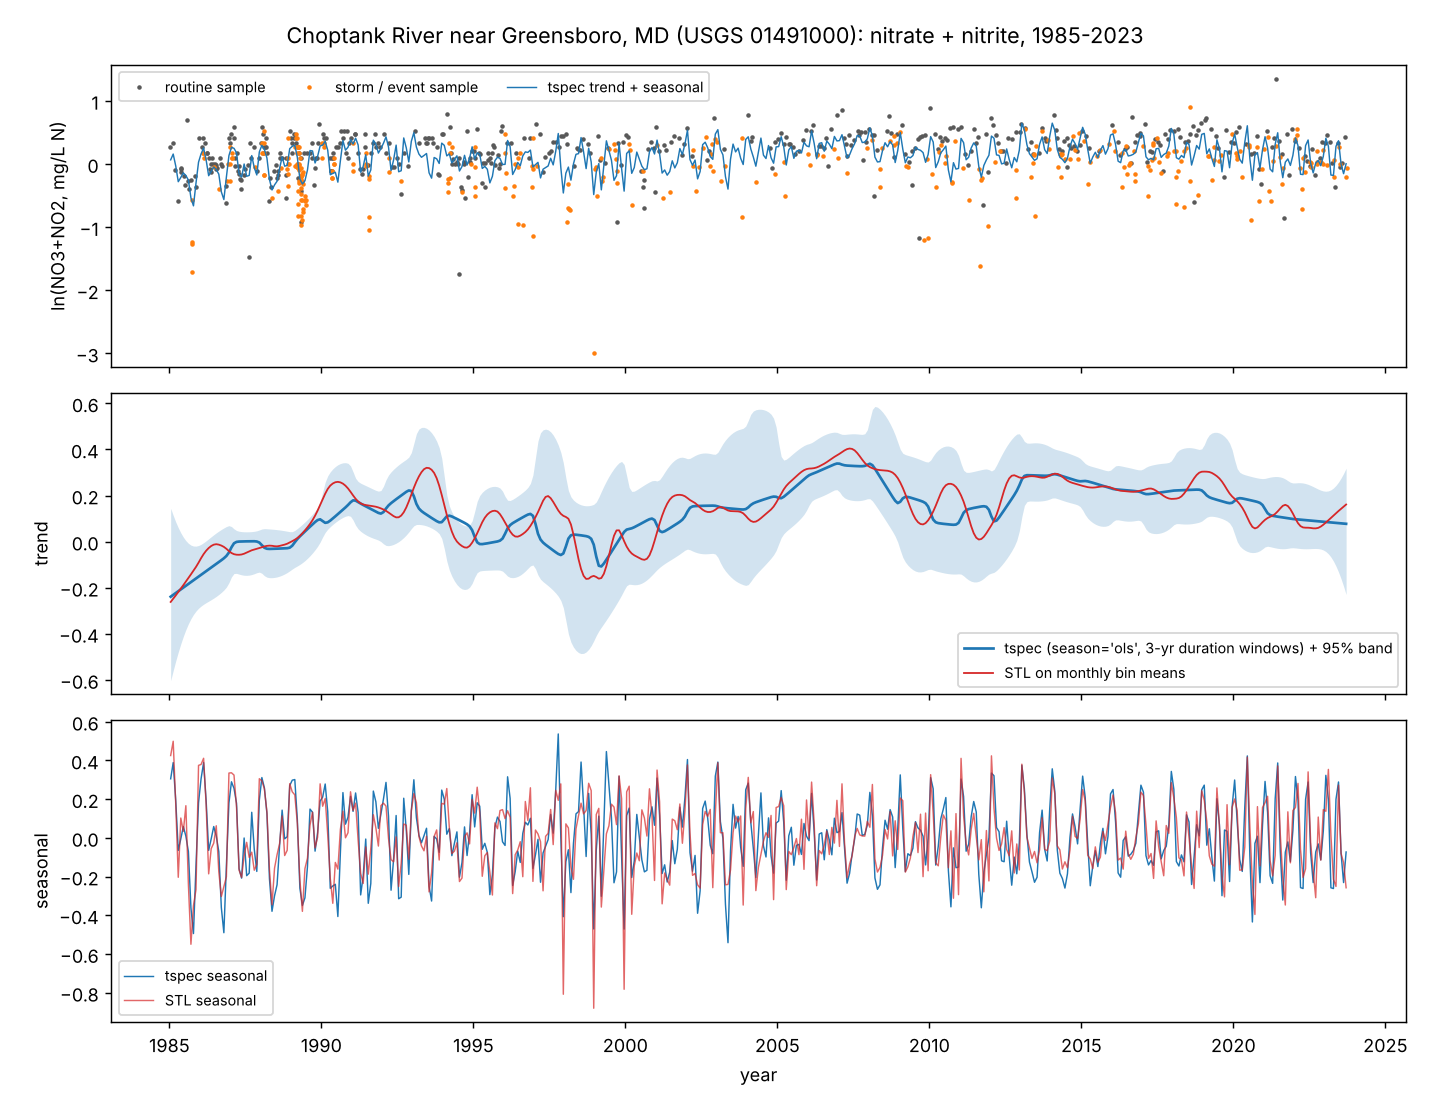 Choptank River near Greensboro, MD (USGS 01491000): nitrate + nitrite, 1985-2023
routine sample
storm / event sample
tspec trend + seasonal
ln(NO3+NO2, mg/L N)
1
0
−1
−2
−3
trend
0.6
0.4
0.2
0.0
−0.2
−0.4
−0.6
tspec (season='ols', 3-yr duration windows) + 95% band
STL on monthly bin means
seasonal
0.6
0.4
0.2
0.0
−0.2
−0.4
−0.6
−0.8
tspec seasonal
STL seasonal
1985 1990 1995 2000 2005 2010 2015 2020 2025
year